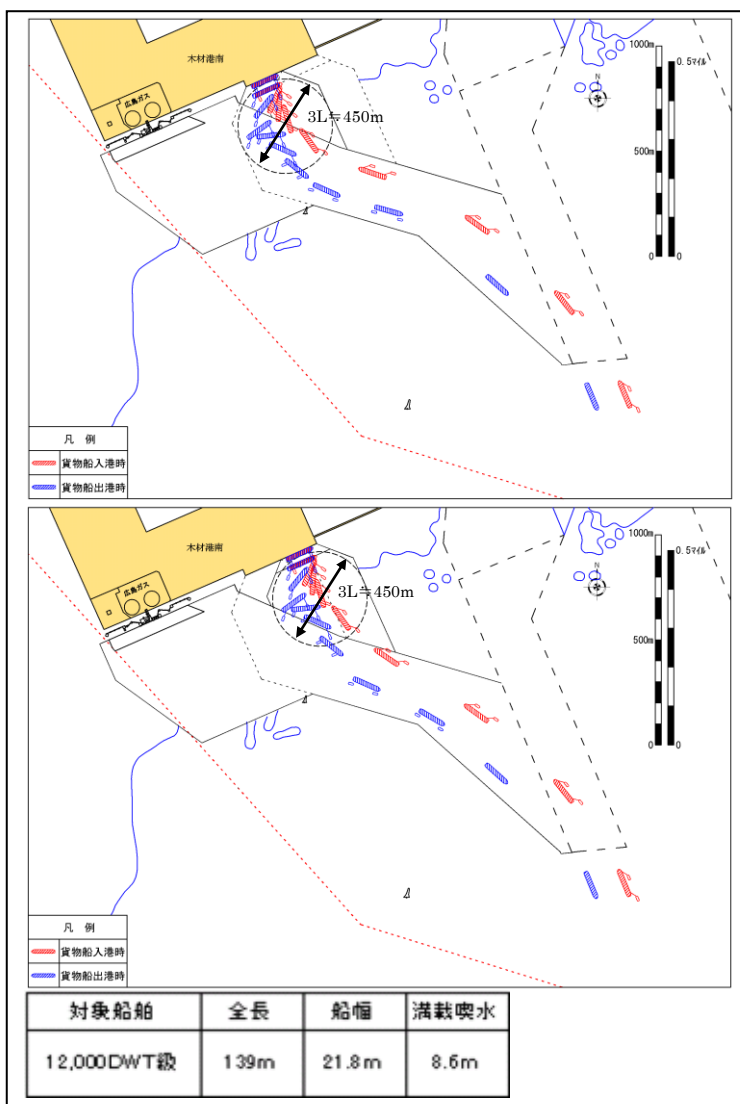 木材港南
広島ガス
3L≒450m
1000m
0.5マイル
N
500m
0
0
凡 例
貨物船入港時
貨物船出港時
木材港南
広島ガス
3L≒450m
1000m
0.5マイル
N
500m
0
0
凡 例
貨物船入港時
貨物船出港時
対象船舶 全長 船幅 満載喫水
12,000DWT級 139m 21.8m 8.6m